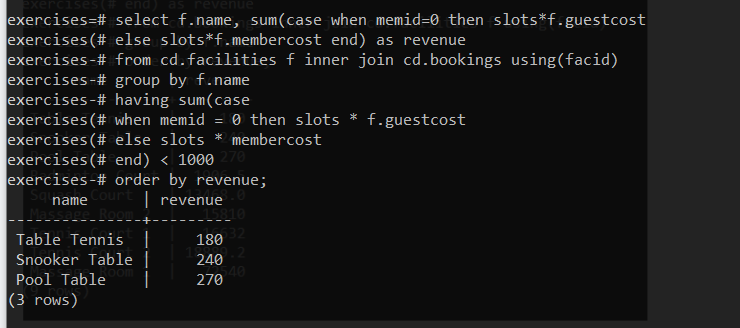 exercises=# select f.name, sum(case when memid=0 then slots*f.guestcost
exercises(# else slots*f.membercost end) as revenue
exercises-# from cd.facilities f inner join cd.bookings using(facid)
exercises-# group by f.name
exercises-# having sum(case
exercises(# when memid = 0 then slots * f.guestcost
exercises(# else slots * membercost
exercises(# end) < 1000
exercises-# order by revenue;
name | revenue
---------------+---------
Table Tennis | 180
Snooker Table | 240
Pool Table | 270
(3 rows)